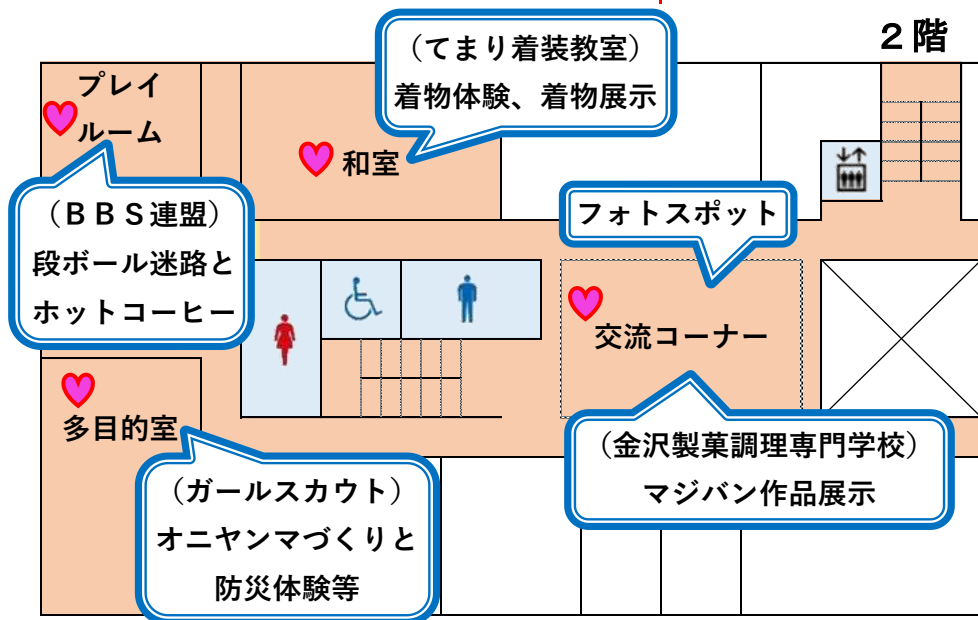 ２階
（てまり着装教室）
着物体験、着物展示
プレイ
ルーム
和室
（ＢＢＳ連盟）
段ボール迷路と
ホットコーヒー
フォトスポット
交流コーナー
多目的室
（ガールスカウト）
オニヤンマづくりと
防災体験等
（金沢製菓調理専門学校）
マジパン作品展示